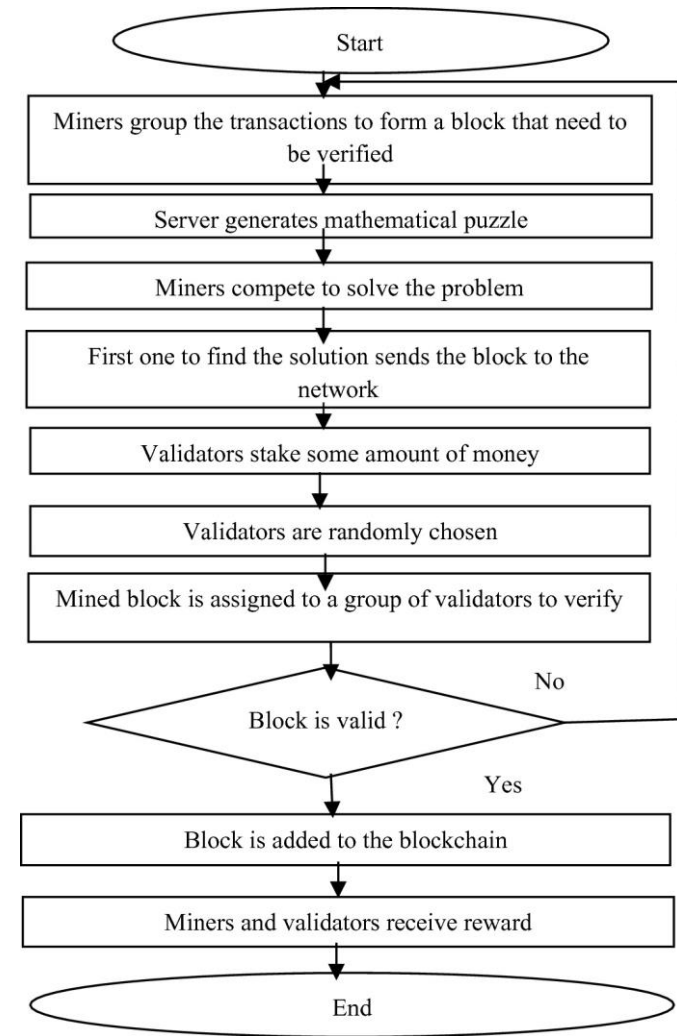 Start
Miners group the transactions to form a block that need to
be verified
Server generates mathematical puzzle
Miners compete to solve the problem
First one to find the solution sends the block to the
network
Validators stake some amount of money
Validators are randomly chosen
Mined block is assigned to a group of validators to verify
No
Block is valid ?
Yes
Block is added to the blockchain
Miners and validators receive reward
End